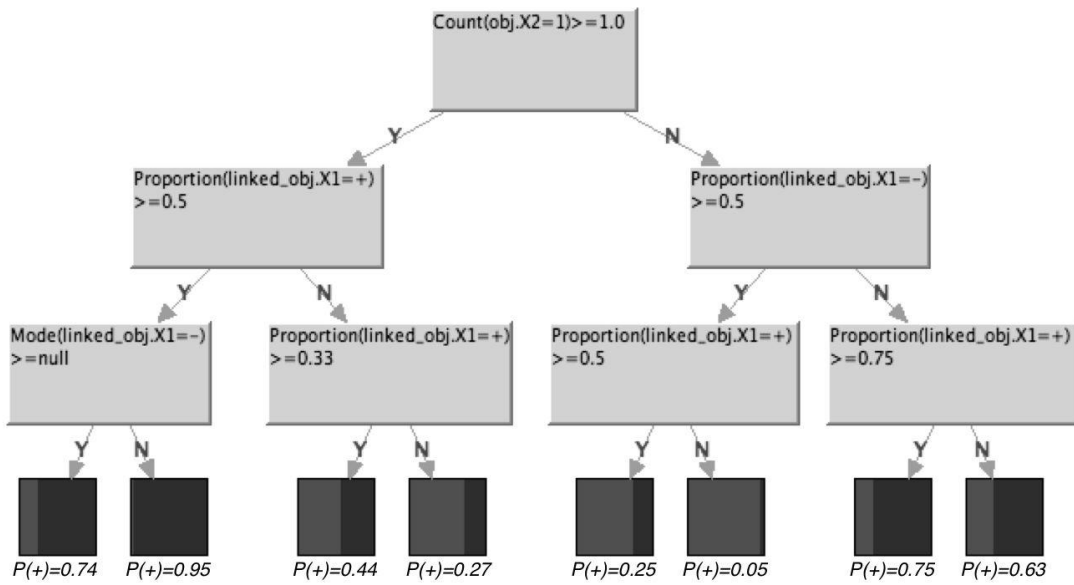 Count(obj.X2=1)>=1.0
Y
N
Proportion(linked_obj.X1=+)
>=0.5
Proportion(linked_obj.X1=-)
>=0.5
Y
N
Y
N
Mode(linked_obj.X1=-)
>=null
Proportion(linked_obj.X1=+)
>=0.33
Proportion(linked_obj.X1=+)
>=0.5
Proportion(linked_obj.X1=+)
>=0.75
Y
N
Y
N
Y
N
Y
N
P(+)=0.74
P(+)=0.95
P(+)=0.44
P(+)=0.27
P(+)=0.25
P(+)=0.05
P(+)=0.75
P(+)=0.63